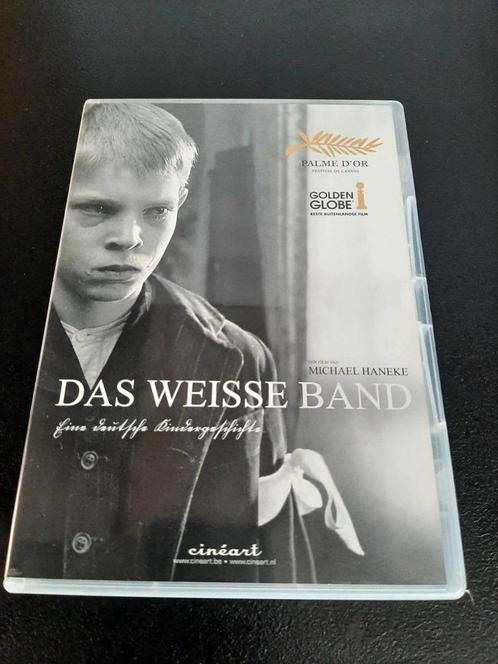 PALME D'OR
FESTIVAL DE CANNES
GOLDEN
GLOBE
BESTE BUITENLANDSE FILM
EEN FILM VAN
MICHAEL HANEKE
DAS WEISSE BAND
Eine deutsche Kindergeschichte
cinéart
www.cineart.be • www.cineart.nl